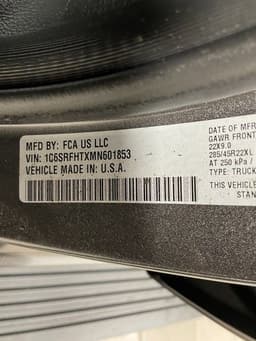 MFD BY: FCA US LLC
VIN: 1C6SRFHTXMN601853
VEHICLE MADE IN: U.S.A.
DATE OF MFR
GAWR FRONT
22X9.0
285/45R22XL
AT 250 kPa /
TYPE: TRUCK
THIS VEHICLE
STAN